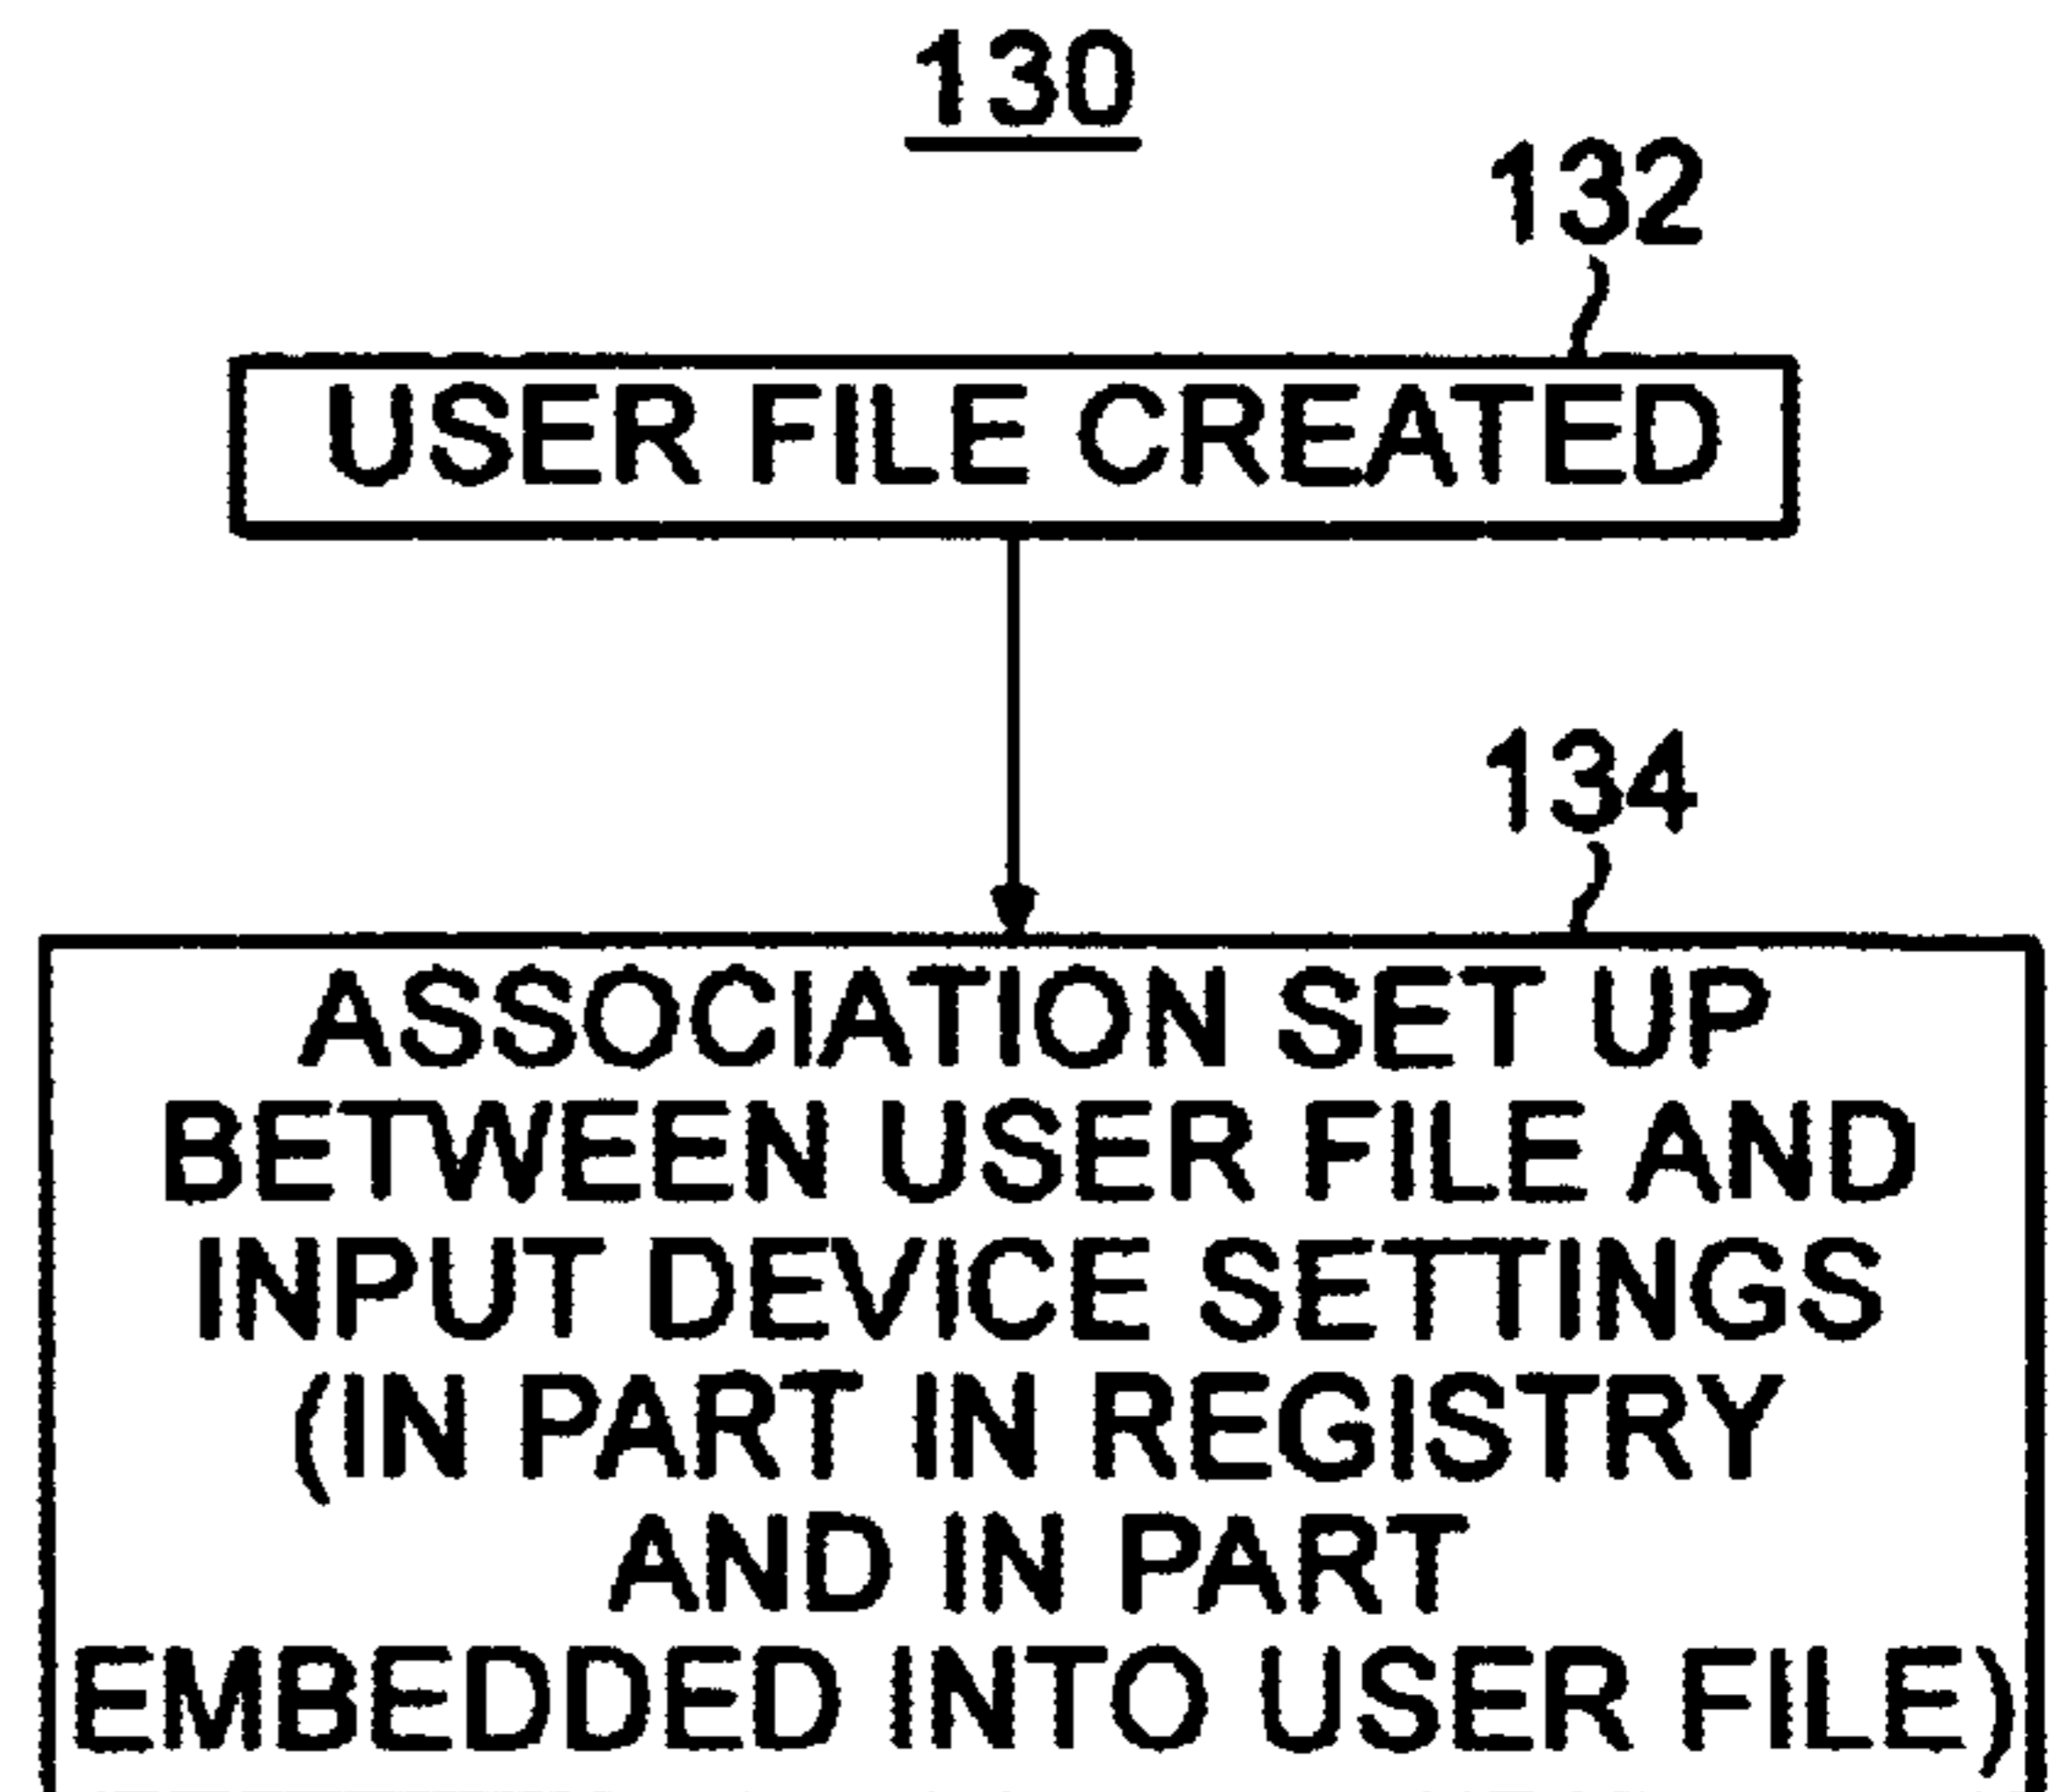 130
132
USER FILE CREATED
134
ASSOCIATION SET UP
BETWEEN USER FILE AND
INPUT DEVICE SETTINGS
(IN PART IN REGISTRY
AND IN PART
EMBEDDED INTO USER FILE)